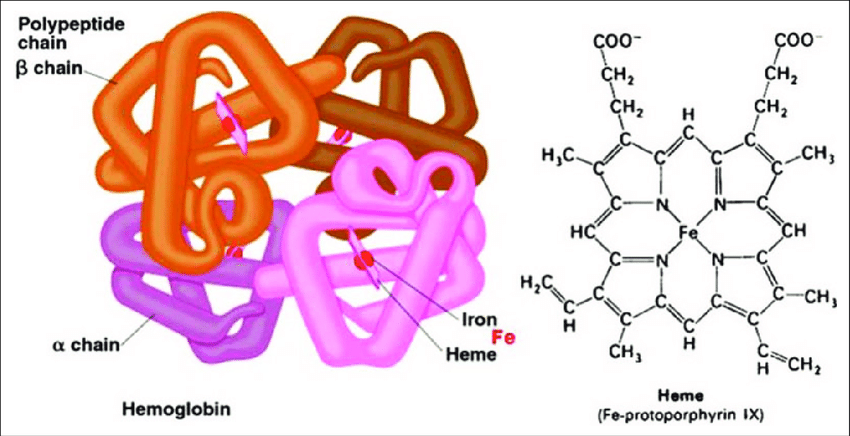 Polypeptide
chain
β chain
α chain
Iron
Fe
Heme
Hemoglobin
COO⁻ COO⁻
CH₂ CH₂
CH₂ CH₂
H
C C C C
H₃C C C C C CH₃
C C C C
N N
HC Fe CH
N N
C C C C
H₂C C C C C CH₃
C C C C C
H CH₃ H C CH₂
H
Heme
(Fe-protoporphyrin IX)